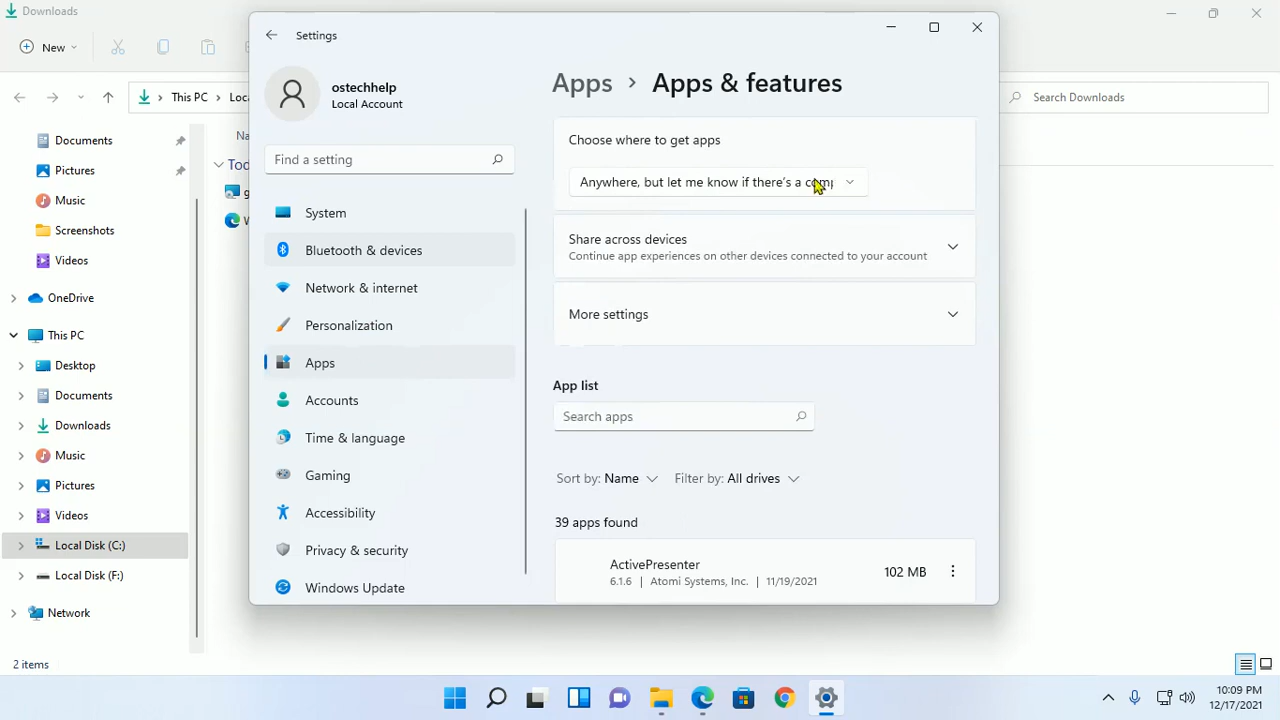 Downloads
New
This PC
Loca
Search Downloads
Documents
Pictures
Music
Screenshots
Videos
OneDrive
This PC
Desktop
Documents
Downloads
Music
Pictures
Videos
Local Disk (C:)
Local Disk (F:)
Network
2 items
Na
Tod
g
W
Settings
ostechhelp
Local Account
Find a setting
System
Bluetooth & devices
Network & internet
Personalization
Apps
Accounts
Time & language
Gaming
Accessibility
Privacy & security
Windows Update
Apps > Apps & features
Choose where to get apps
Anywhere, but let me know if there's a comp
Share across devices
Continue app experiences on other devices connected to your account
More settings
App list
Search apps
Sort by: Name Filter by: All drives
39 apps found
ActivePresenter
6.1.6 | Atomi Systems, Inc. | 11/19/2021
102 MB
10:09 PM
12/17/2021